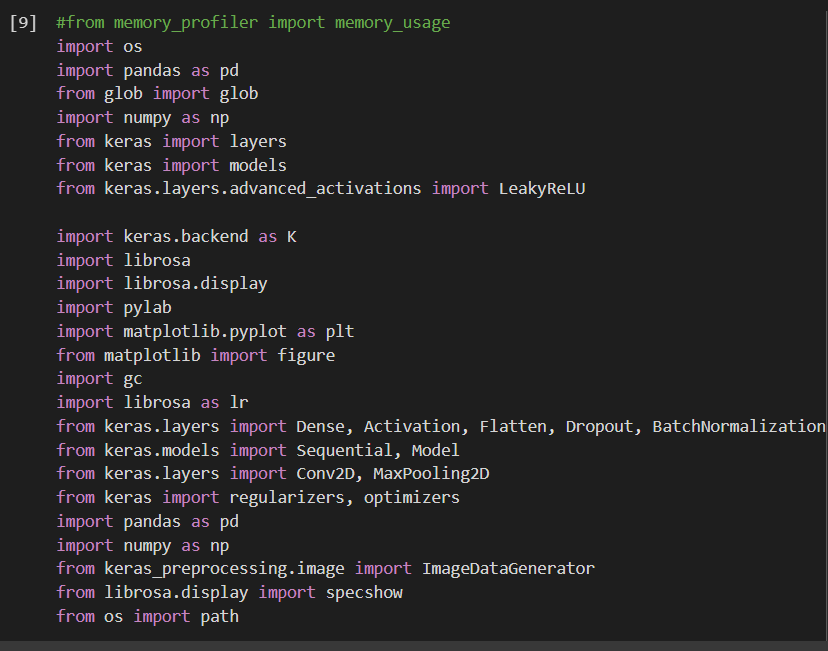 [9] #from memory_profiler import memory_usage
import os
import pandas as pd
from glob import glob
import numpy as np
from keras import layers
from keras import models
from keras.layers.advanced_activations import LeakyReLU
import keras.backend as K
import librosa
import librosa.display
import pylab
import matplotlib.pyplot as plt
from matplotlib import figure
import gc
import librosa as lr
from keras.layers import Dense, Activation, Flatten, Dropout, BatchNormalization
from keras.models import Sequential, Model
from keras.layers import Conv2D, MaxPooling2D
from keras import regularizers, optimizers
import pandas as pd
import numpy as np
from keras_preprocessing.image import ImageDataGenerator
from librosa.display import specshow
from os import path